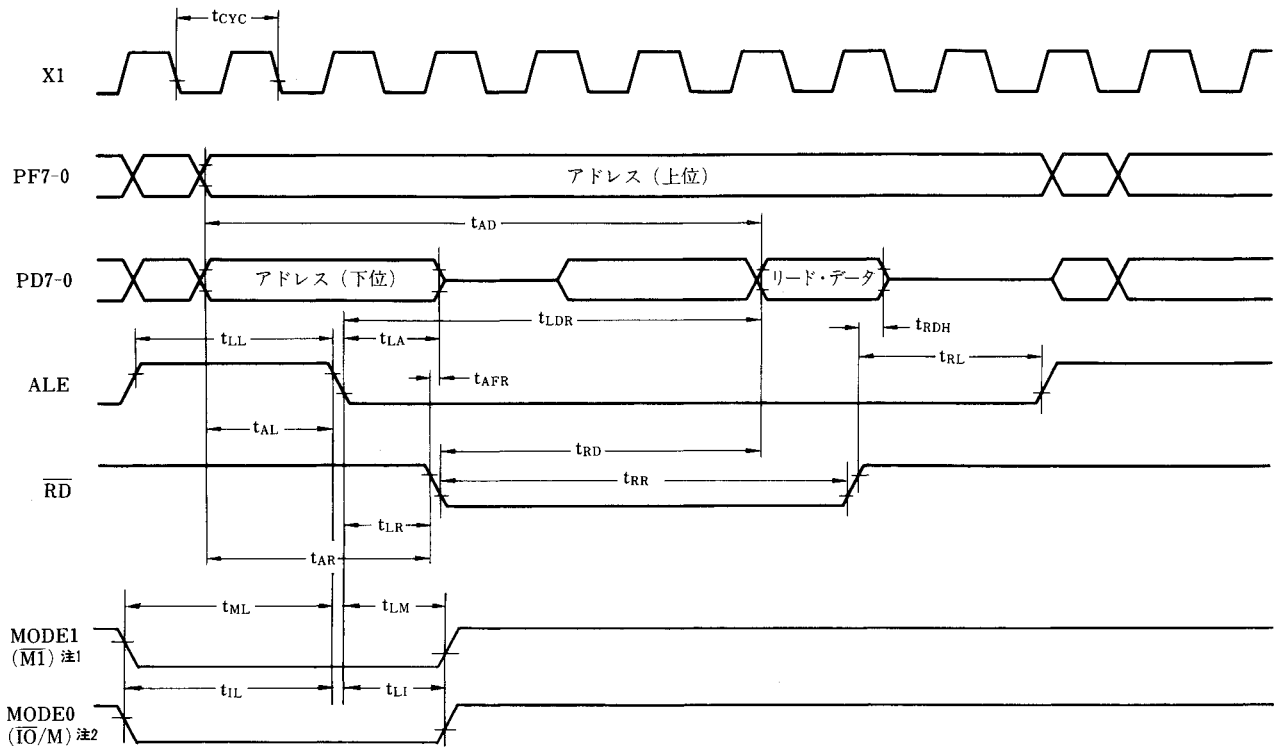 tCYC
X1
PF7-0
アドレス（上位）
tAD
PD7-0
アドレス（下位）
リード・データ
tLDR
tRDH
tLL
tLA
tRL
ALE
tAFR
tAL
tRD
RD
tRR
tLR
tAR
tML
tLM
MODE1
(M1) 注1
tIL
tLI
MODE0
(IO/M) 注2